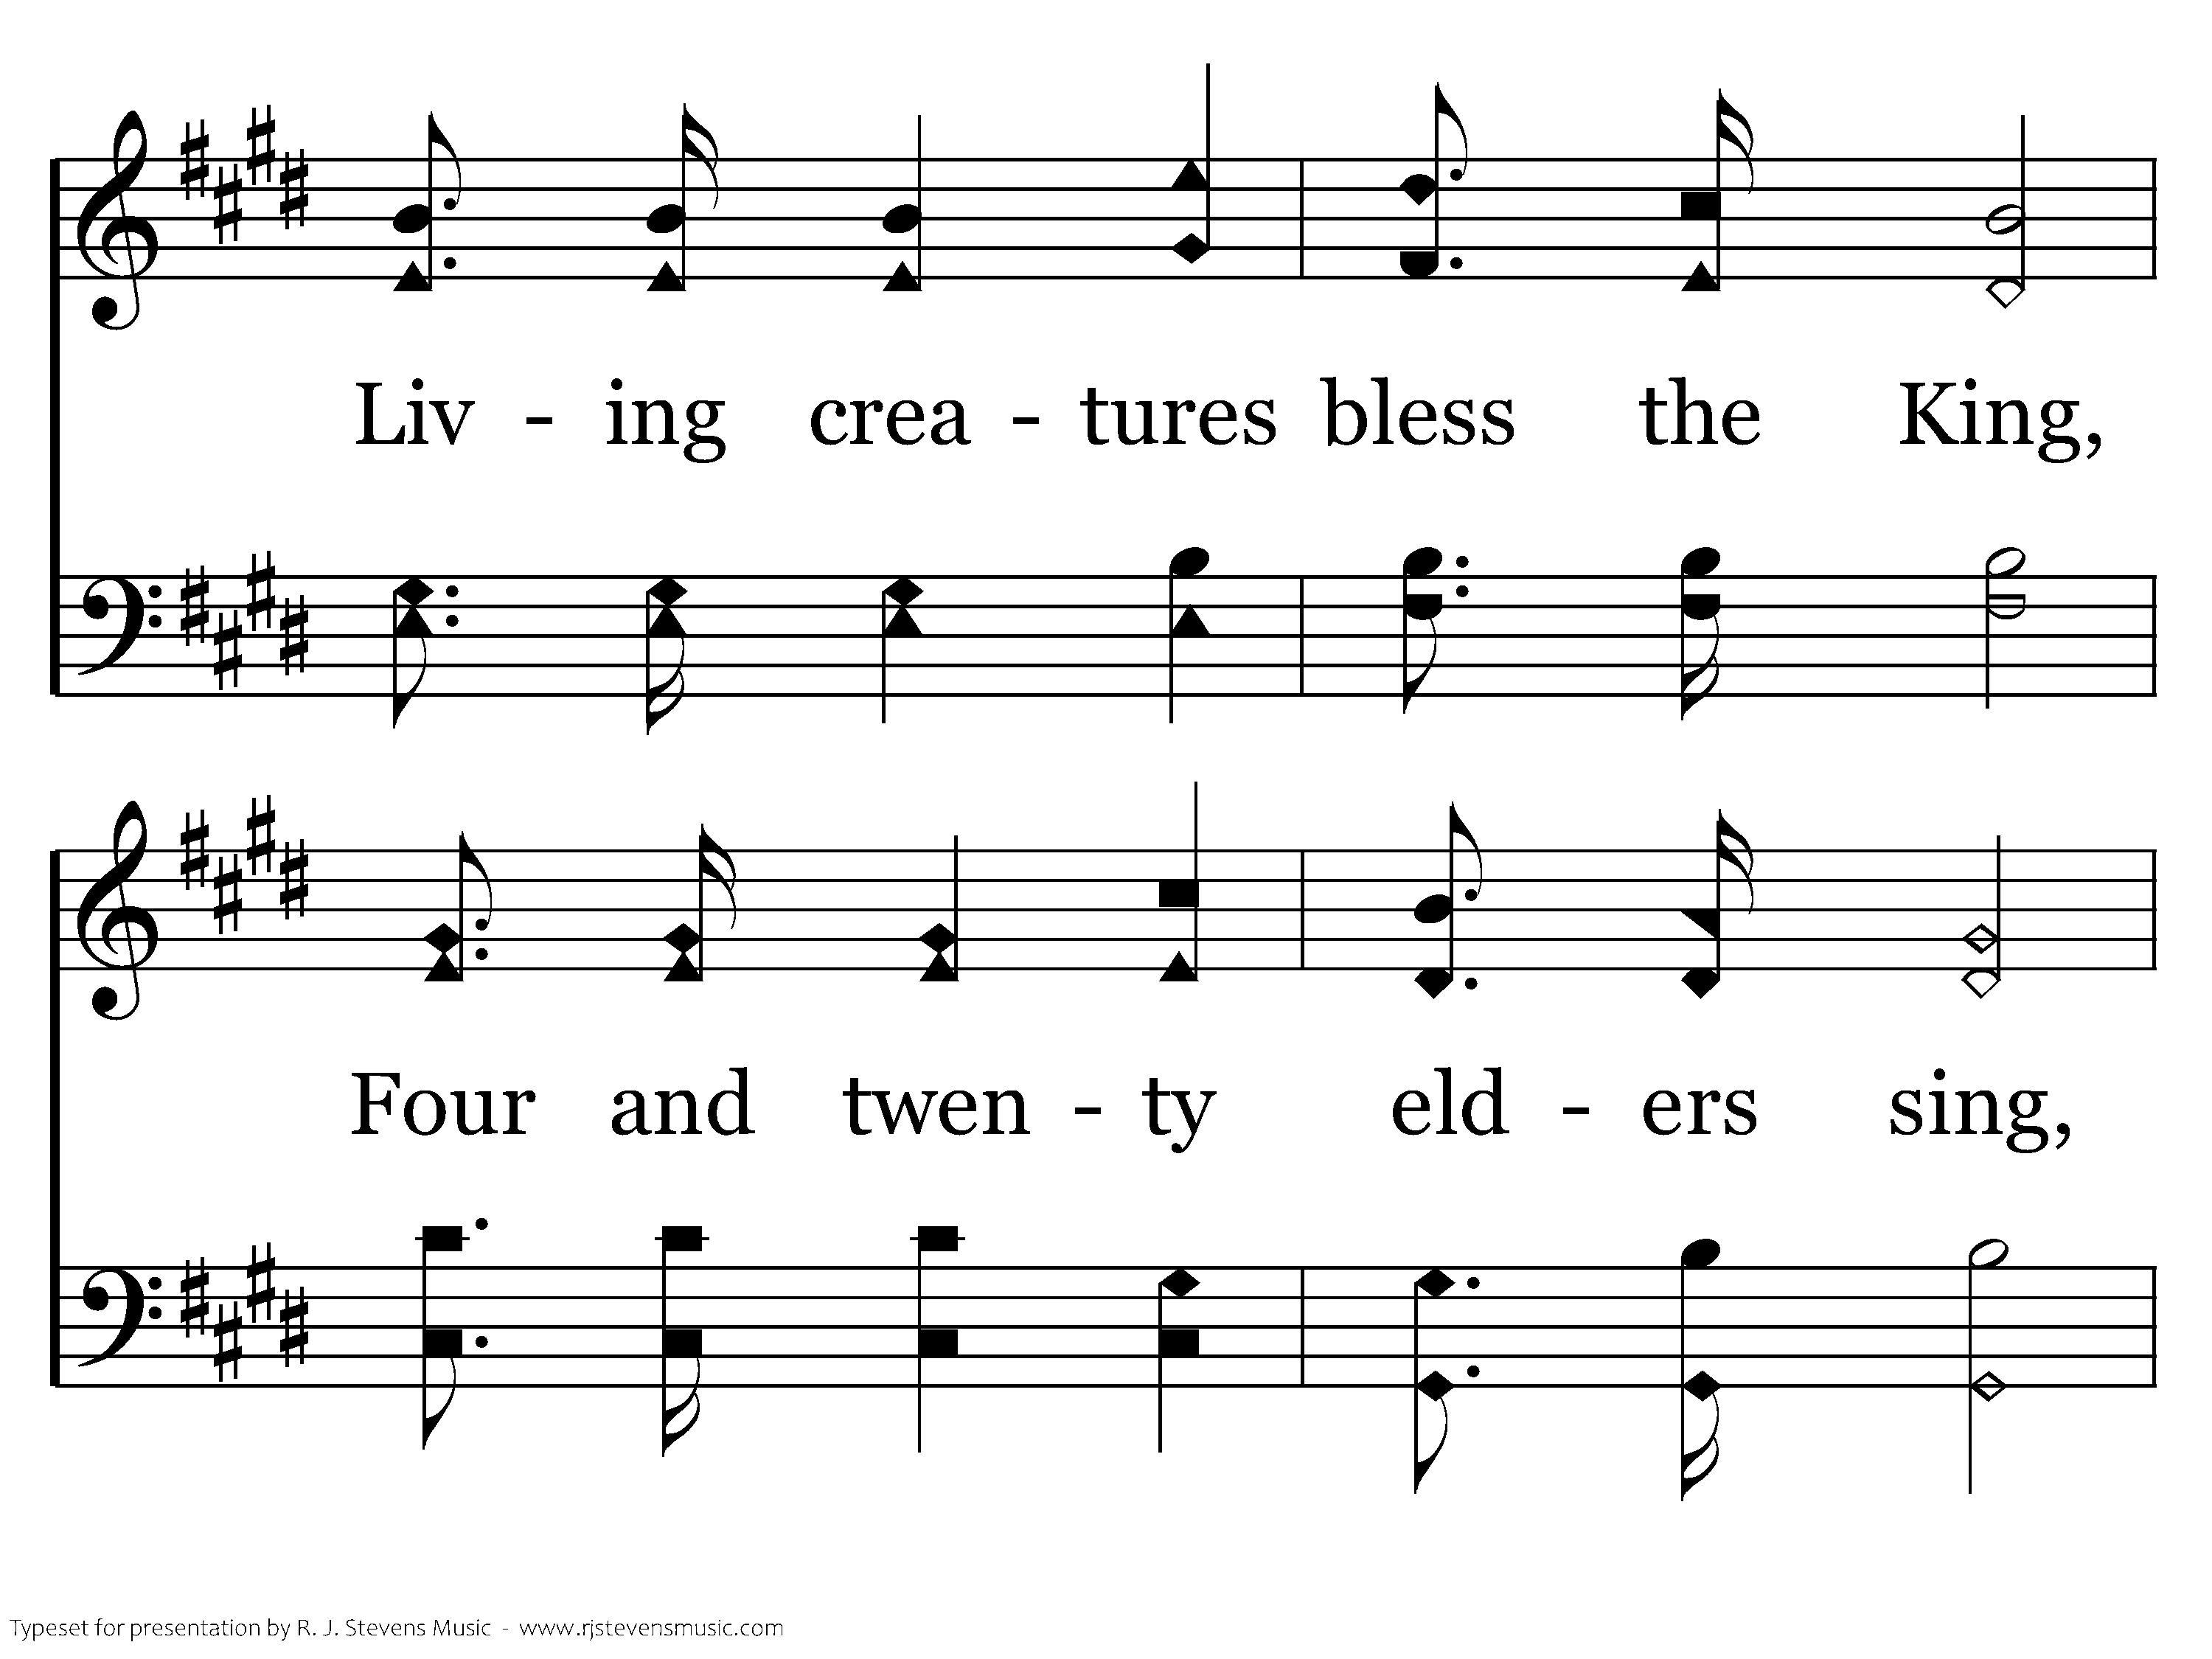 Liv - ing crea - tures bless the King,
Four and twen - ty eld - ers sing,
Typeset for presentation by R. J. Stevens Music - www.rjstevensmusic.com